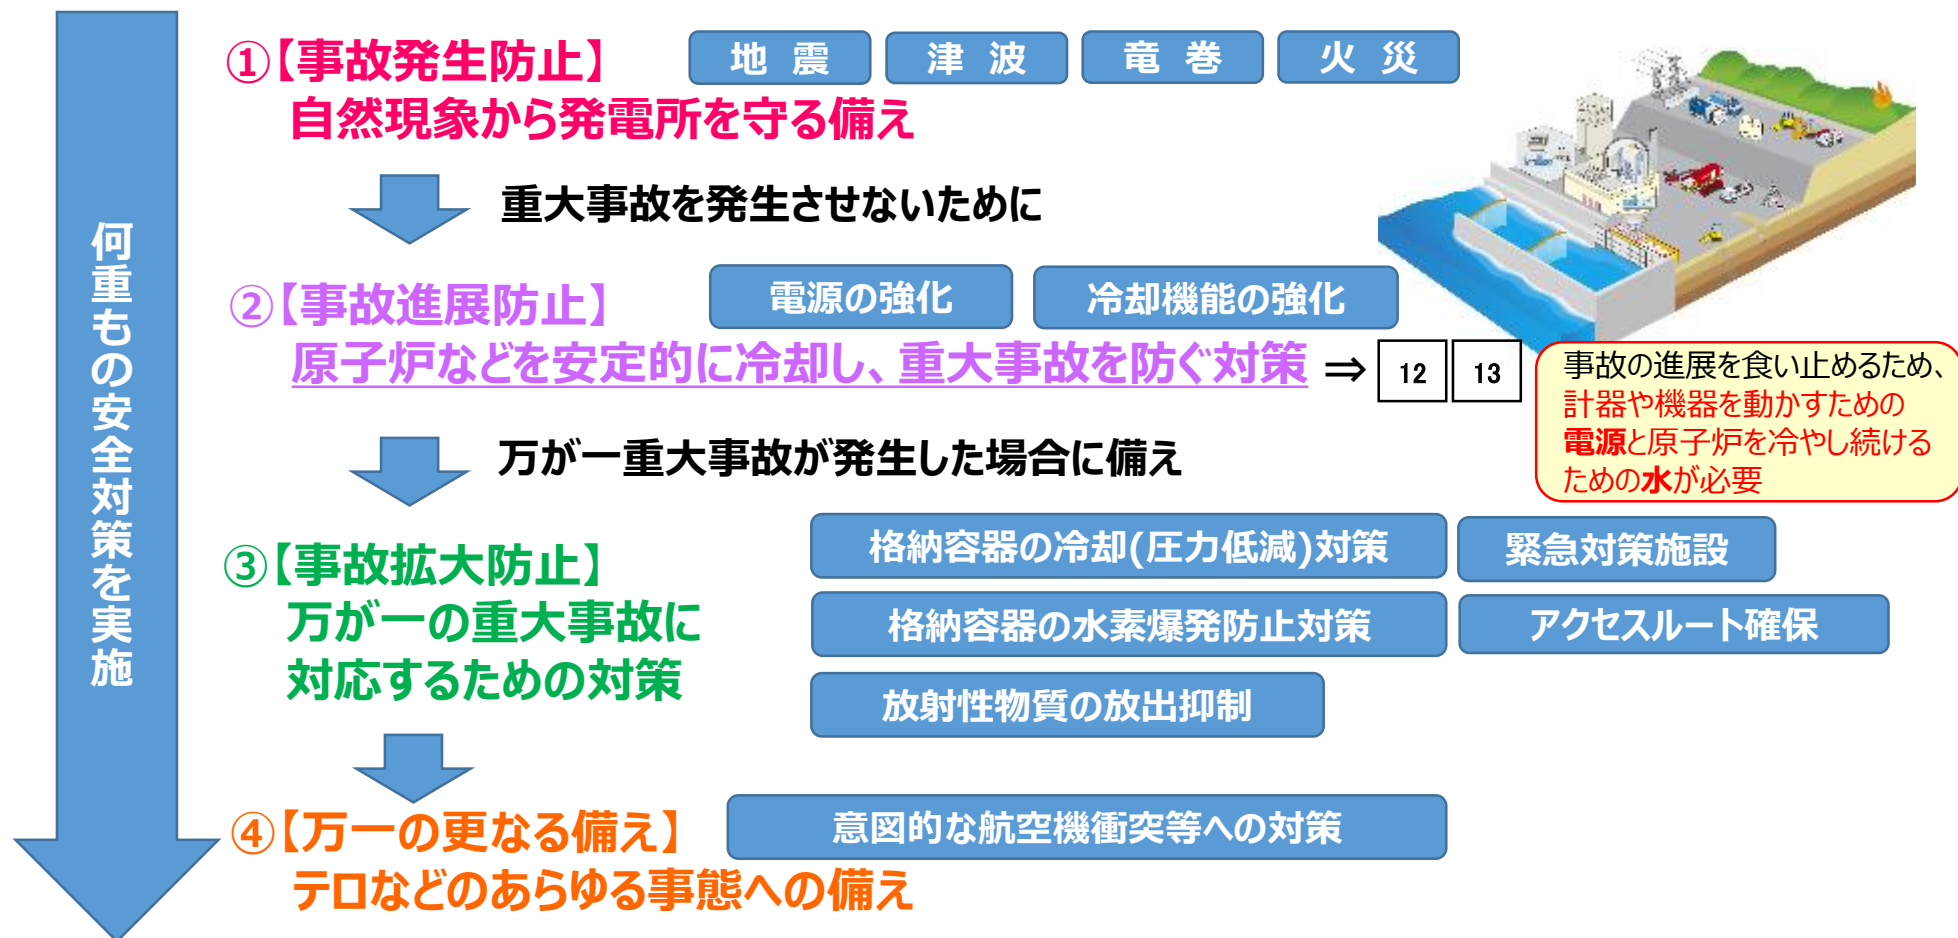 何重もの安全対策を実施
①【事故発生防止】
自然現象から発電所を守る備え
地 震
津 波
竜 巻
火 災
重大事故を発生させないために
②【事故進展防止】
電源の強化
冷却機能の強化
原子炉などを安定的に冷却し、重大事故を防ぐ対策 ⇒ 12 13
事故の進展を食い止めるため、
計器や機器を動かすための
電源と原子炉を冷やし続ける
ための水が必要
万が一重大事故が発生した場合に備え
③【事故拡大防止】
万が一の重大事故に
対応するための対策
格納容器の冷却(圧力低減)対策
緊急対策施設
格納容器の水素爆発防止対策
アクセスルート確保
放射性物質の放出抑制
④【万一の更なる備え】
意図的な航空機衝突等への対策
テロなどのあらゆる事態への備え